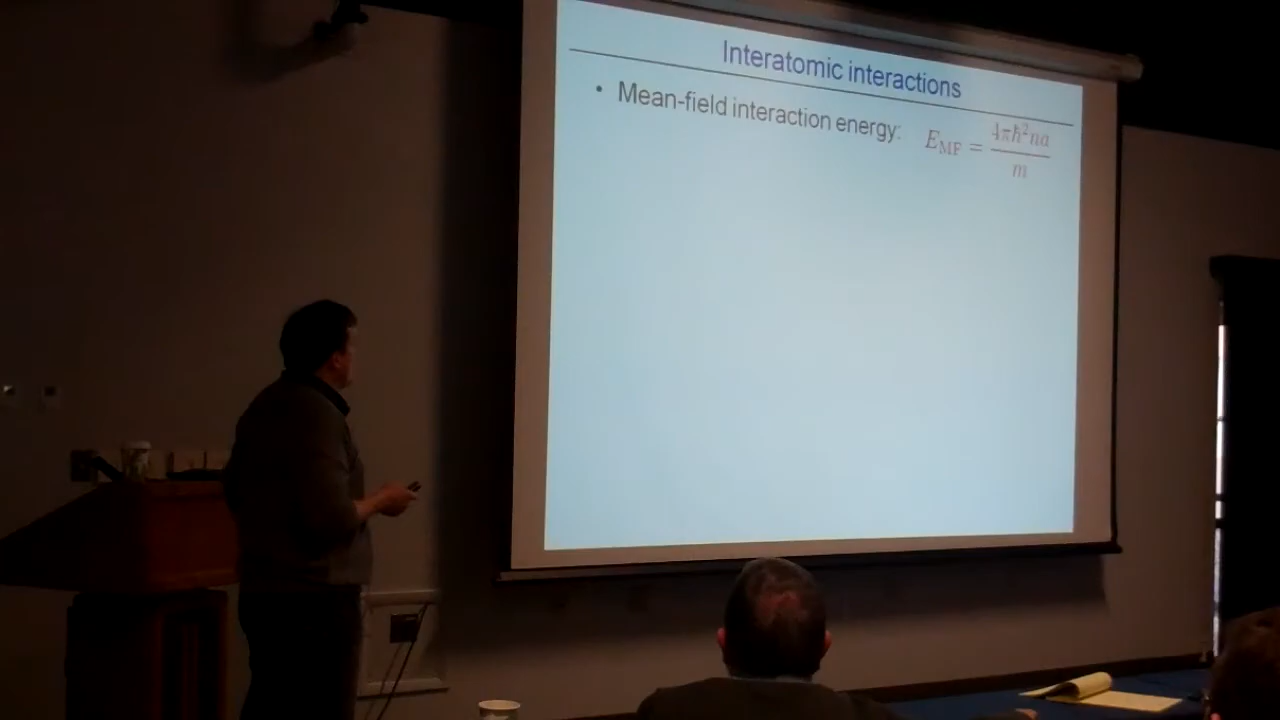 Interatomic interactions
• Mean-field interaction energy: E_MF = 4πħ²na / m